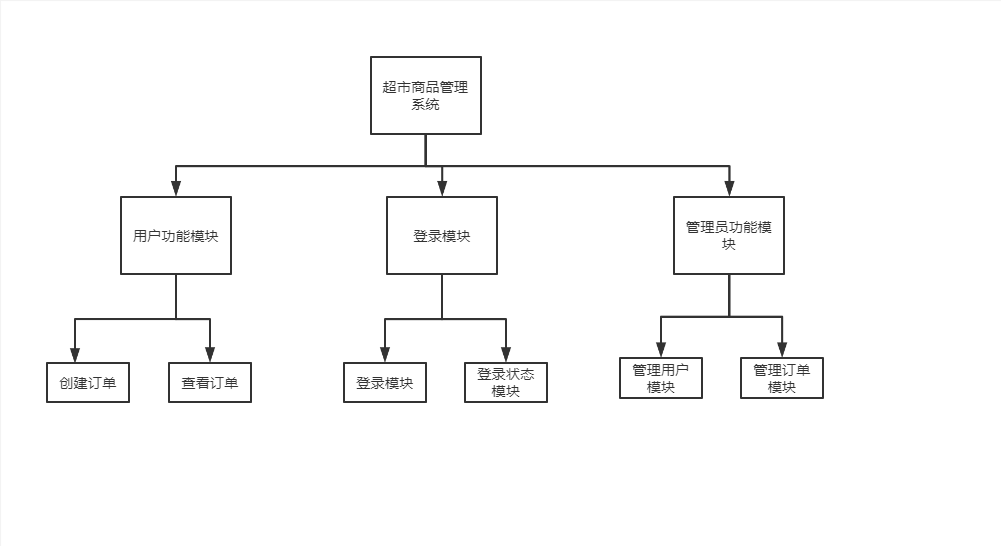 超市商品管理
系统
用户功能模块
登录模块
管理员功能模
块
创建订单
查看订单
登录模块
登录状态
模块
管理用户
模块
管理订单
模块